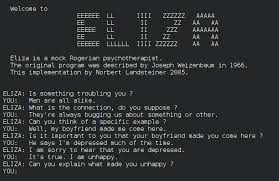 Welcome to
EEEEEE LL IIII ZZZZZZ AAAAA
EE LL II ZZ AA AA
EEEEE LL II ZZZ AAAAAAA
EE LL II ZZ AA AA
EEEEEE LLLLLL IIII ZZZZZZ AA AA
Eliza is a mock Rogerian psychotherapist.
The original program was described by Joseph Weizenbaum in 1966.
This implementation by Norbert Landsteiner 2005.
ELIZA: Is something troubling you ?
YOU: Men are all alike.
ELIZA: What is the connection, do you suppose ?
YOU: They're always bugging us about something or other.
ELIZA: Can you think of a specific example ?
YOU: Well, my boyfriend made me come here.
ELIZA: Is it important to you that your boyfriend made you come here ?
YOU: He says I'm depressed much of the time.
ELIZA: I am sorry to hear that you are depressed.
YOU: It's true. I am unhappy.
ELIZA: Can you explain what made you unhappy ?
YOU: